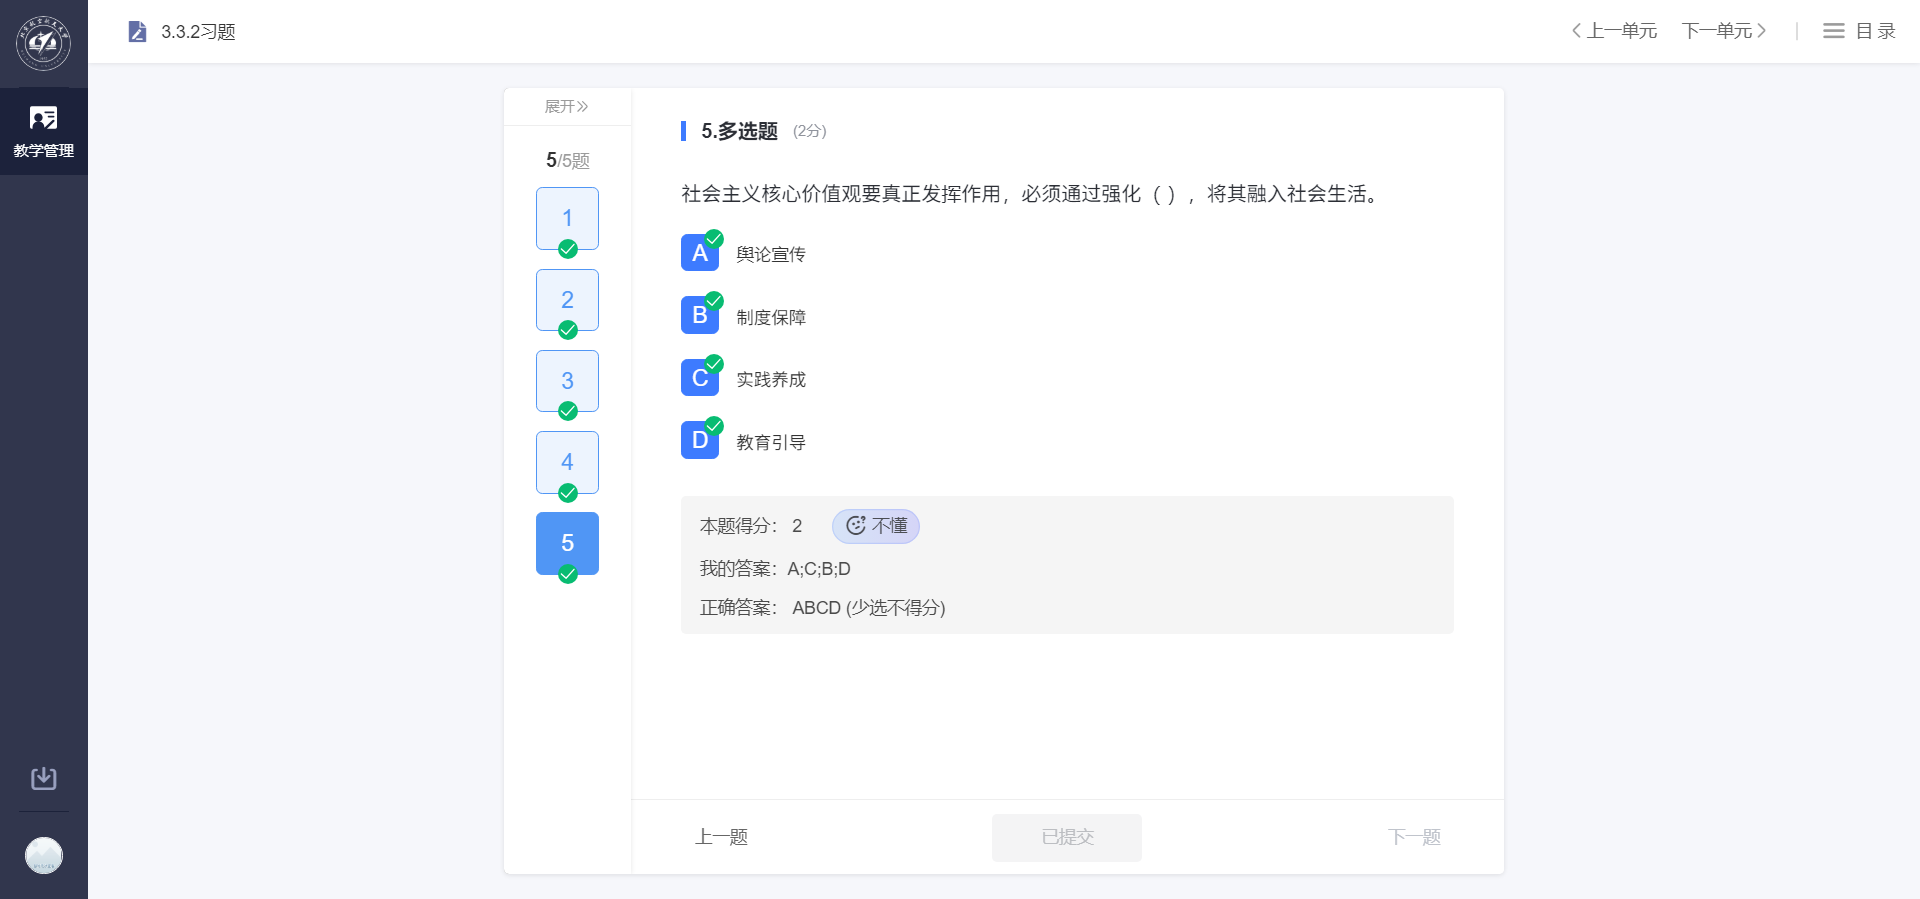 3.3.2习题
上一单元
下一单元
目 录
教学管理
展开
5/5题
1
2
3
4
5
5.多选题 (2分)
社会主义核心价值观要真正发挥作用，必须通过强化（ ），将其融入社会生活。
A 舆论宣传
B 制度保障
C 实践养成
D 教育引导
本题得分： 2 不懂
我的答案：A;C;B;D
正确答案： ABCD (少选不得分)
上一题
已提交
下一题